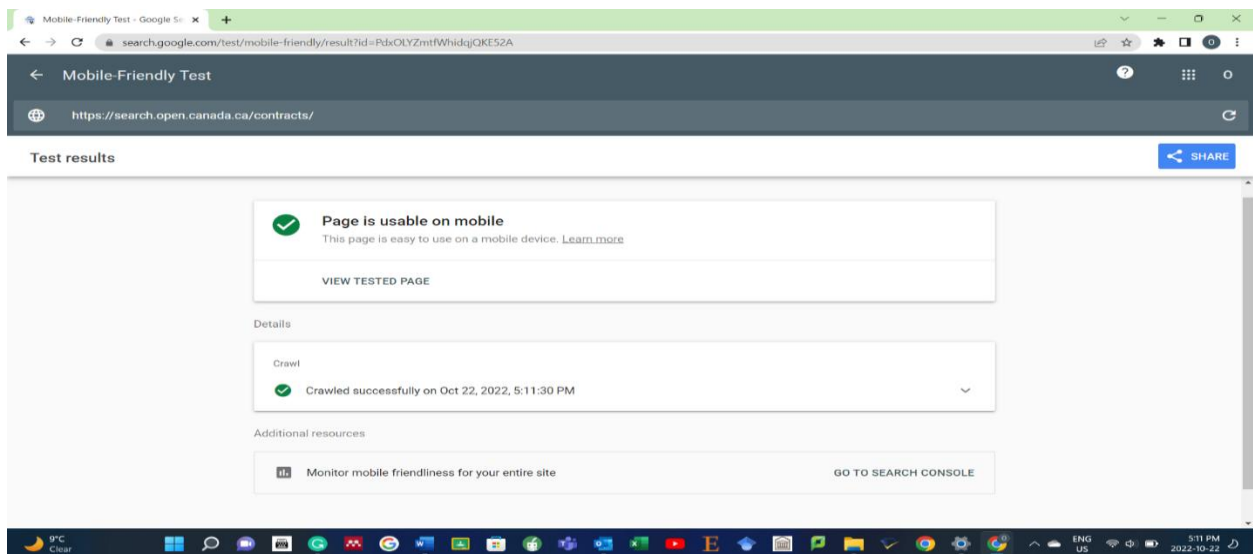 Mobile-Friendly Test - Google Se
search.google.com/test/mobile-friendly/result?id=PdxOLYZmtfWhidqjQKE52A
O
Mobile-Friendly Test
O
https://search.open.canada.ca/contracts/
Test results
SHARE
Page is usable on mobile
This page is easy to use on a mobile device. Learn more
VIEW TESTED PAGE
Details
Crawl
Crawled successfully on Oct 22, 2022, 5:11:30 PM
Additional resources
Monitor mobile friendliness for your entire site GO TO SEARCH CONSOLE
9°C
Clear
ENG
US
5:11 PM
2022-10-22